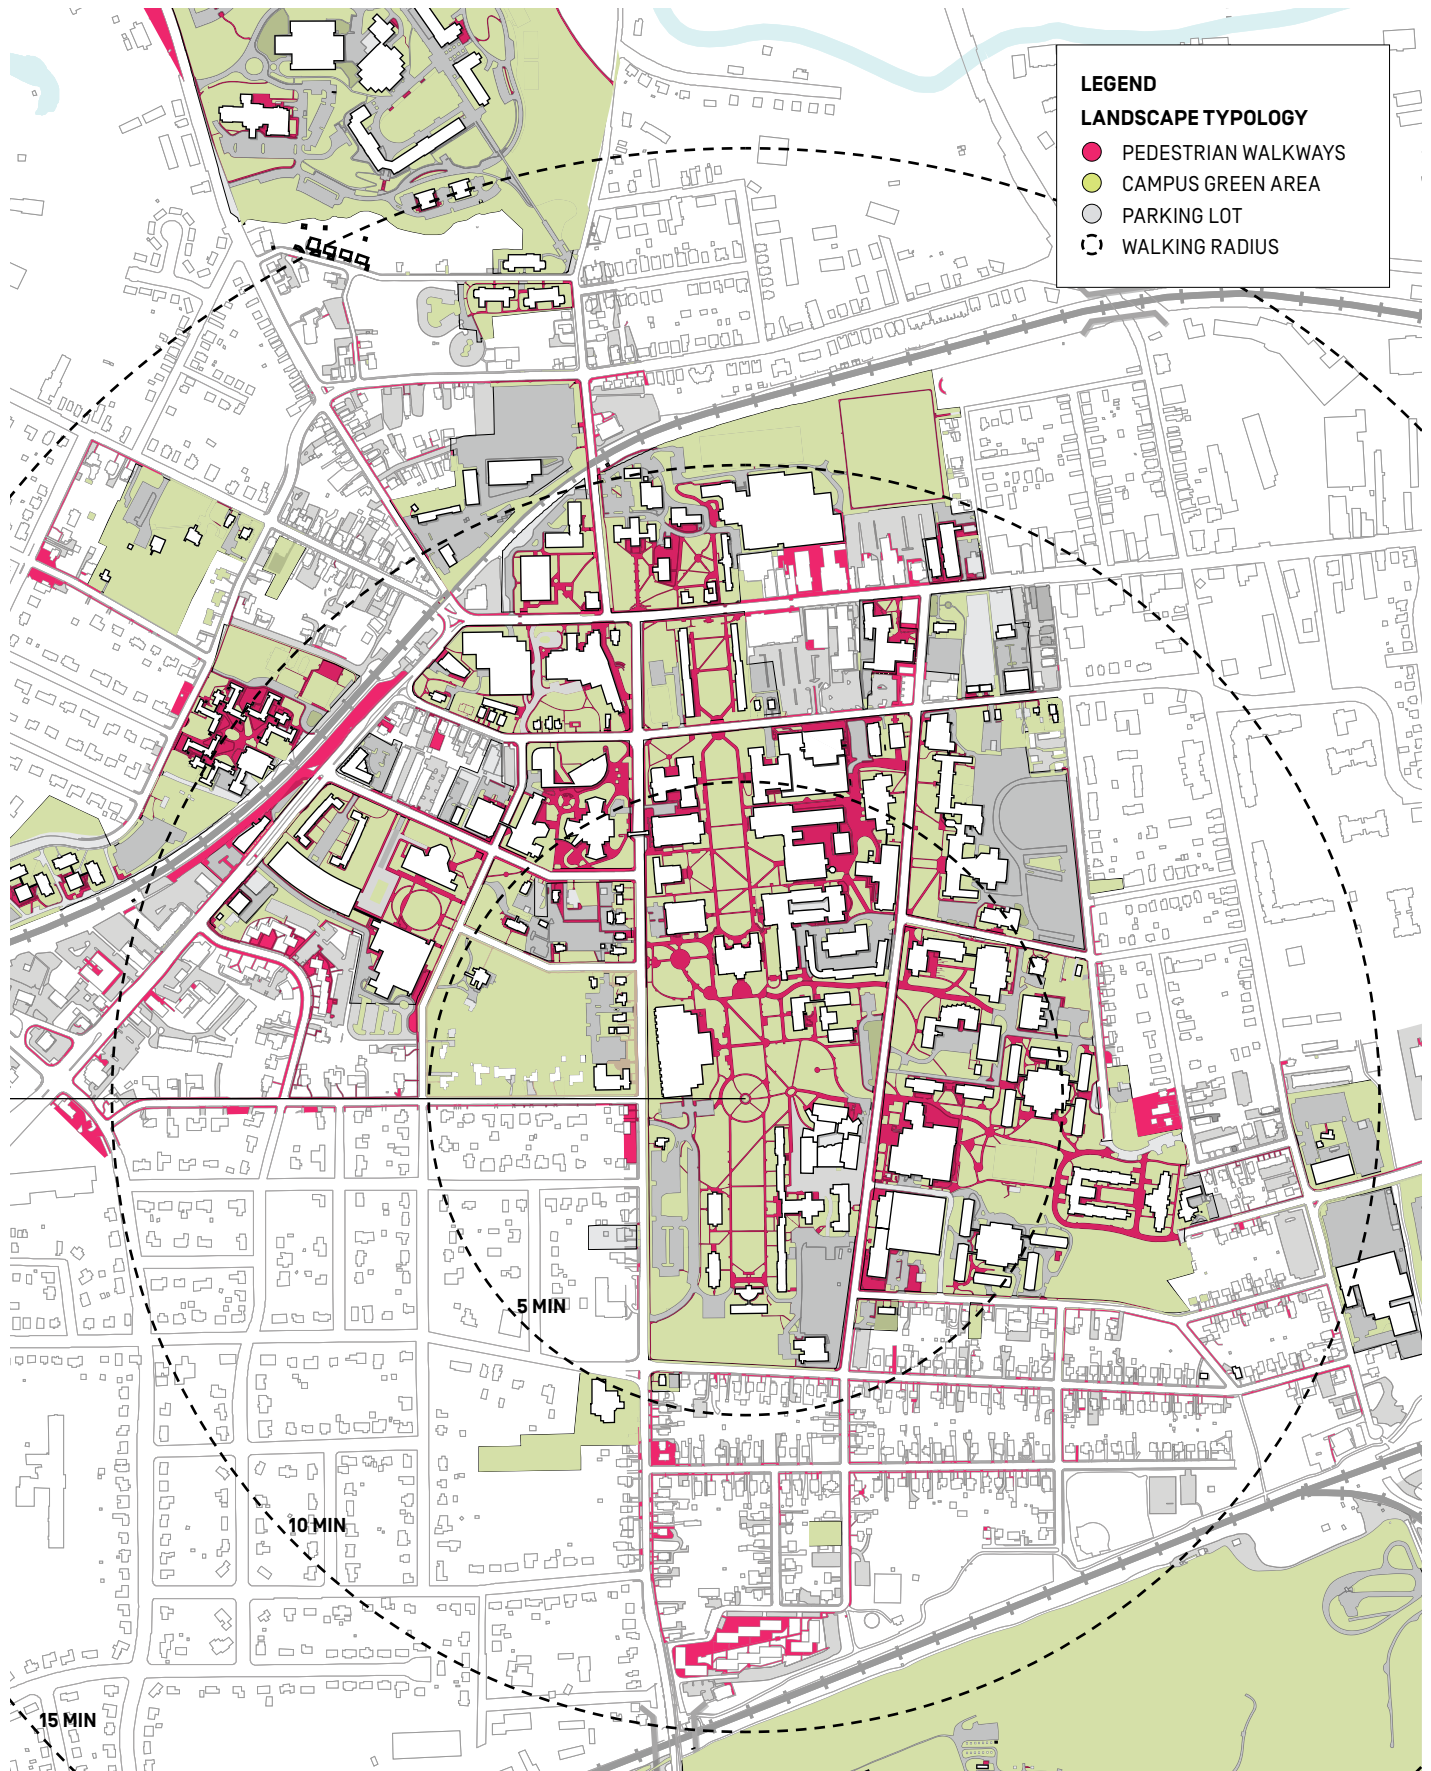 LEGEND
LANDSCAPE TYPOLOGY
PEDESTRIAN WALKWAYS
CAMPUS GREEN AREA
PARKING LOT
WALKING RADIUS
5 MIN
10 MIN
15 MIN